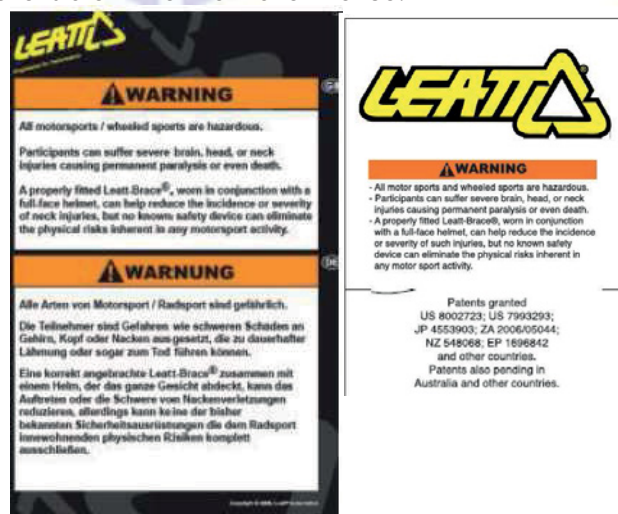 LEATT
WARNING
All motorsports / wheeled sports are hazardous.
Participants can suffer severe brain, head, or neck
injuries causing permanent paralysis or even death.
A properly fitted Leatt-Brace®, worn in conjunction with a
full-face helmet, can help reduce the incidence or severity
of neck injuries, but no known safety device can eliminate
the physical risks inherent in any motorsport activity.
WARNUNG
Alle Arten von Motorsport / Radsport sind gefährlich.
Die Teilnehmer sind Gefahren wie schweren Schäden an
Gehirn, Kopf oder Nacken ausgesetzt, die zu dauerhafter
Lähmung oder sogar zum Tod führen können.
Eine korrekt angebrachte Leatt-Brace® zusammen mit
einem Helm, der das ganze Gesicht abdeckt, kann das
Auftreten oder die Schwere von Nackenverletzungen
reduzieren, allerdings kann keine der bisher
bekannten Sicherheitsausrüstungen die dem Radsport
innewohnenden physischen Risiken komplett
ausschließen.
LEATT®
WARNING
- All motor sports and wheeled sports are hazardous.
- Participants can suffer severe brain, head, or neck
injuries causing permanent paralysis or even death.
- A properly fitted Leatt-Brace®, worn in conjunction
with a full-face helmet, can help reduce the incidence
or severity of such injuries, but no known safety
device can eliminate the physical risks inherent in
any motor sport activity.
Patents granted
US 8002723; US 7993293;
JP 4553903; ZA 2006/05044;
NZ 548068; EP 1696842
and other countries.
Patents also pending in
Australia and other countries.